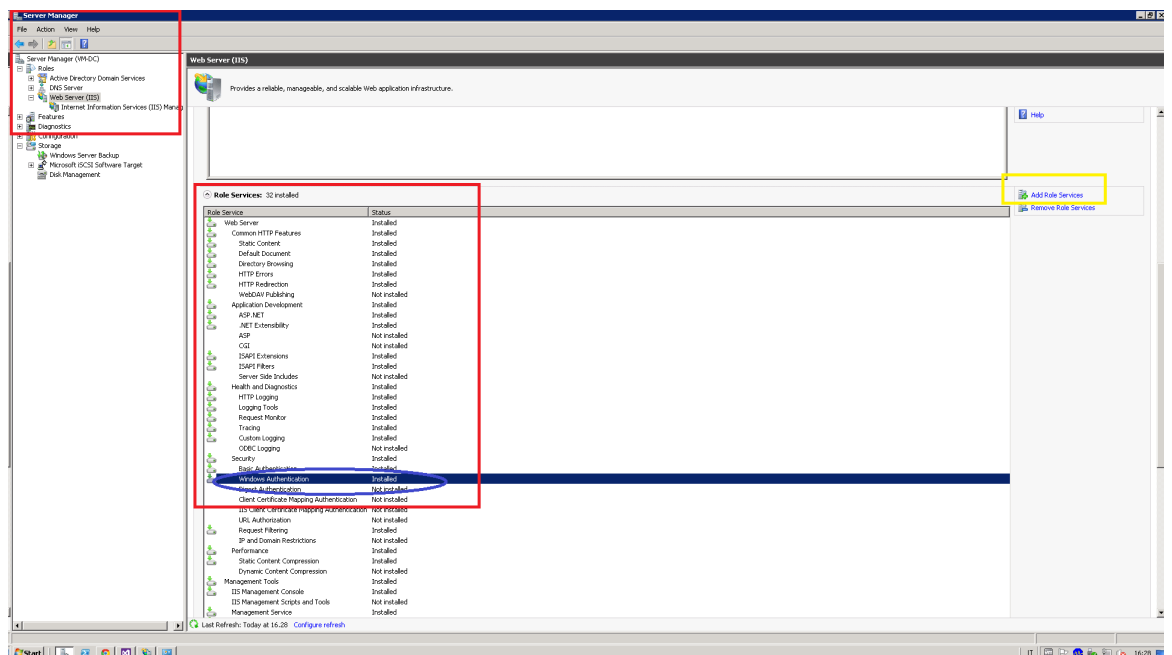 Server Manager
File Action View Help
Server Manager (VM-DC)
Roles
Active Directory Domain Services
DNS Server
Web Server (IIS)
Internet Information Services (IIS) Manag
Features
Diagnostics
Configuration
Storage
Windows Server Backup
Microsoft iSCSI Software Target
Disk Management
Web Server (IIS)
Provides a reliable, manageable, and scalable Web application infrastructure.
Help
Role Services: 32 installed
Add Role Services
Remove Role Services
Role Service Status
Web Server Installed
Common HTTP Features Installed
Static Content Installed
Default Document Installed
Directory Browsing Installed
HTTP Errors Installed
HTTP Redirection Installed
WebDAV Publishing Not installed
Application Development Installed
ASP.NET Installed
.NET Extensibility Installed
ASP Not installed
CGI Not installed
ISAPI Extensions Installed
ISAPI Filters Installed
Server Side Includes Not installed
Health and Diagnostics Installed
HTTP Logging Installed
Logging Tools Installed
Request Monitor Installed
Tracing Installed
Custom Logging Installed
ODBC Logging Not installed
Security Installed
Basic Authentication Installed
Windows Authentication Installed
Digest Authentication Not installed
Client Certificate Mapping Authentication Not installed
IIS Client Certificate Mapping Authentication Not installed
URL Authorization Not installed
Request Filtering Installed
IP and Domain Restrictions Not installed
Performance Installed
Static Content Compression Installed
Dynamic Content Compression Not installed
Management Tools Installed
IIS Management Console Installed
IIS Management Scripts and Tools Not installed
Management Service Installed
Last Refresh: Today at 16.28 Configure refresh
Start IT 16:28